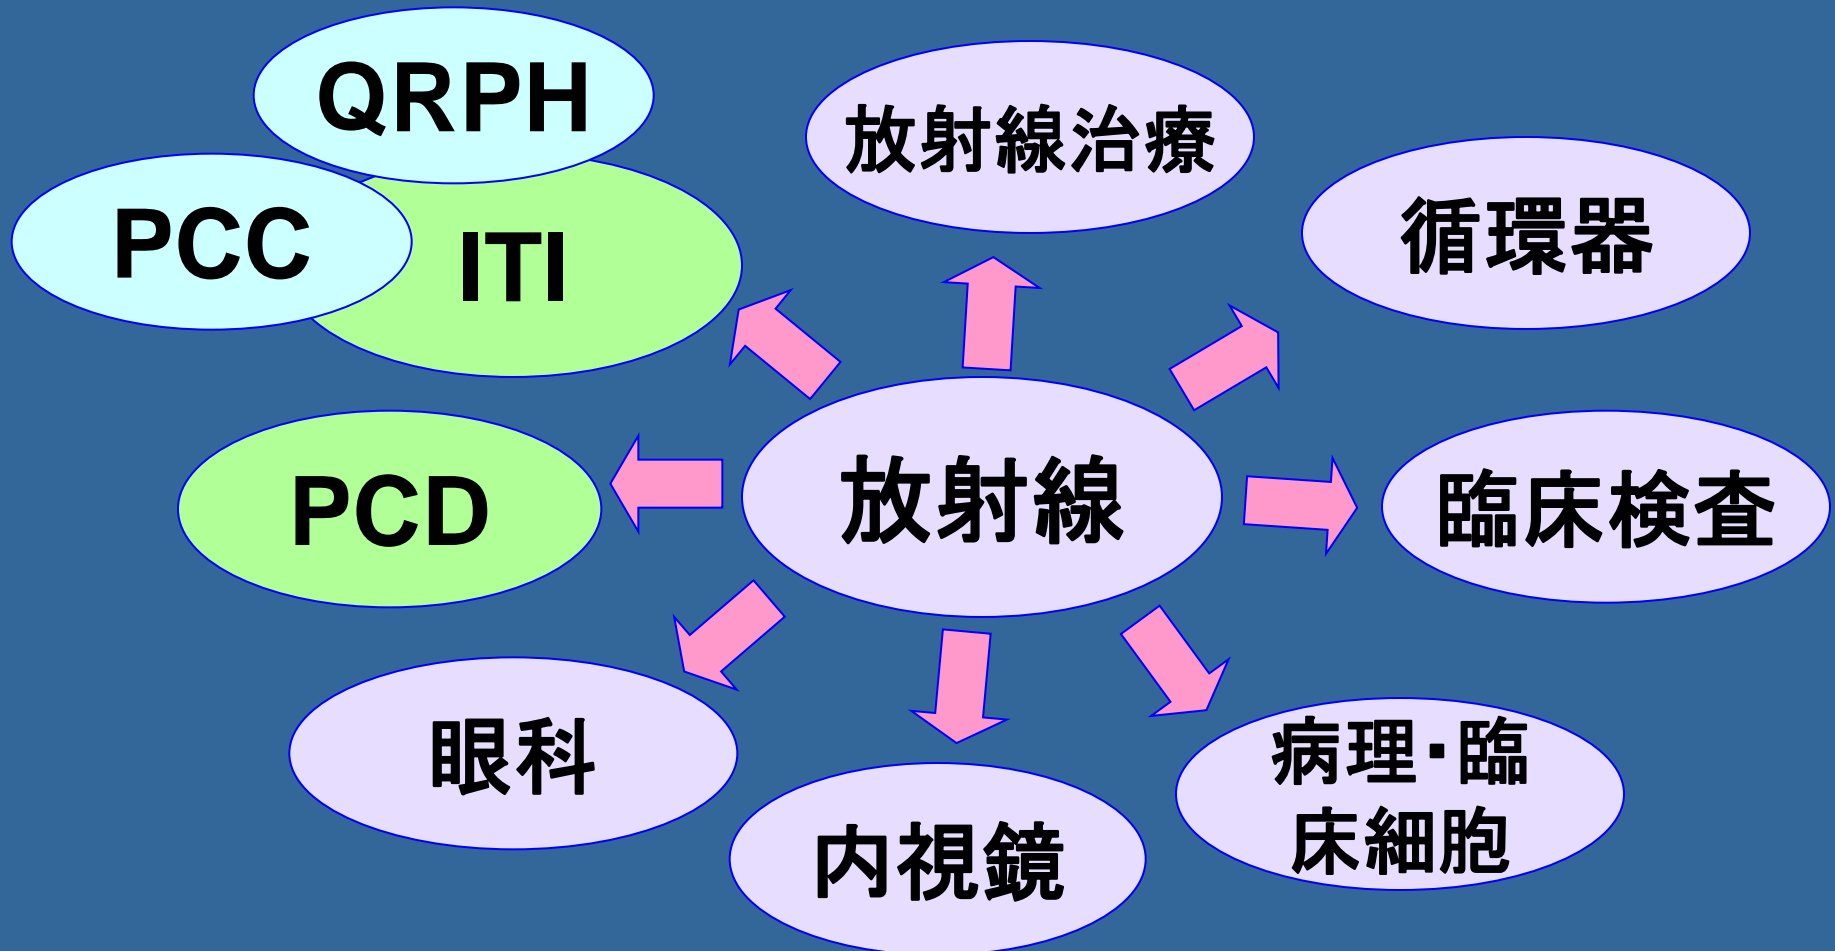 QRPH
放射線治療
循環器
PCC
ITI
放射線
PCD
臨床検査
眼科
病理･臨
床細胞
内視鏡